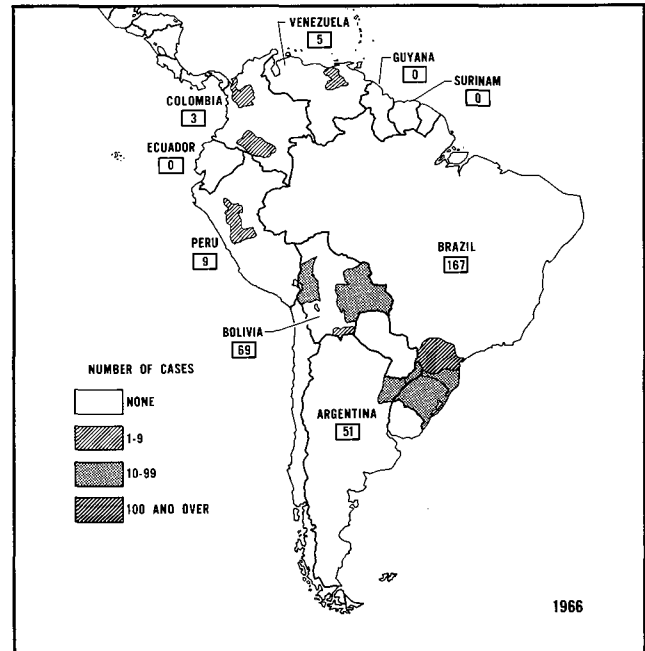 VENEZUELA
5
GUYANA
0
SURINAM
0
COLOMBIA
3
ECUADOR
0
PERU
9
BRAZIL
167
BOLIVIA
69
ARGENTINA
51
NUMBER OF CASES
NONE
1-9
10-99
100 AND OVER
1966